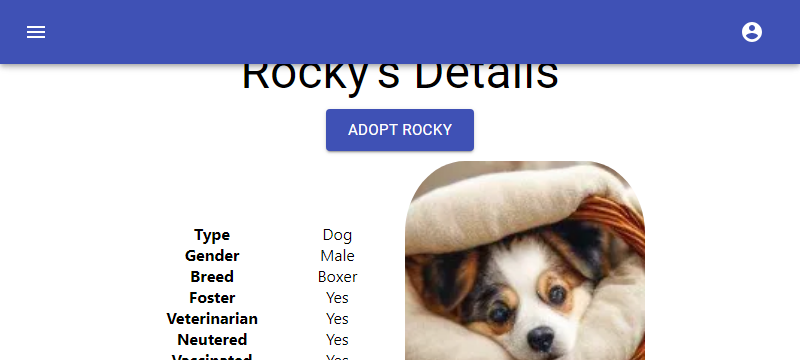 Rocky's Details
ADOPT ROCKY
Type Dog
Gender Male
Breed Boxer
Foster Yes
Veterinarian Yes
Neutered Yes
Vaccinated Yes